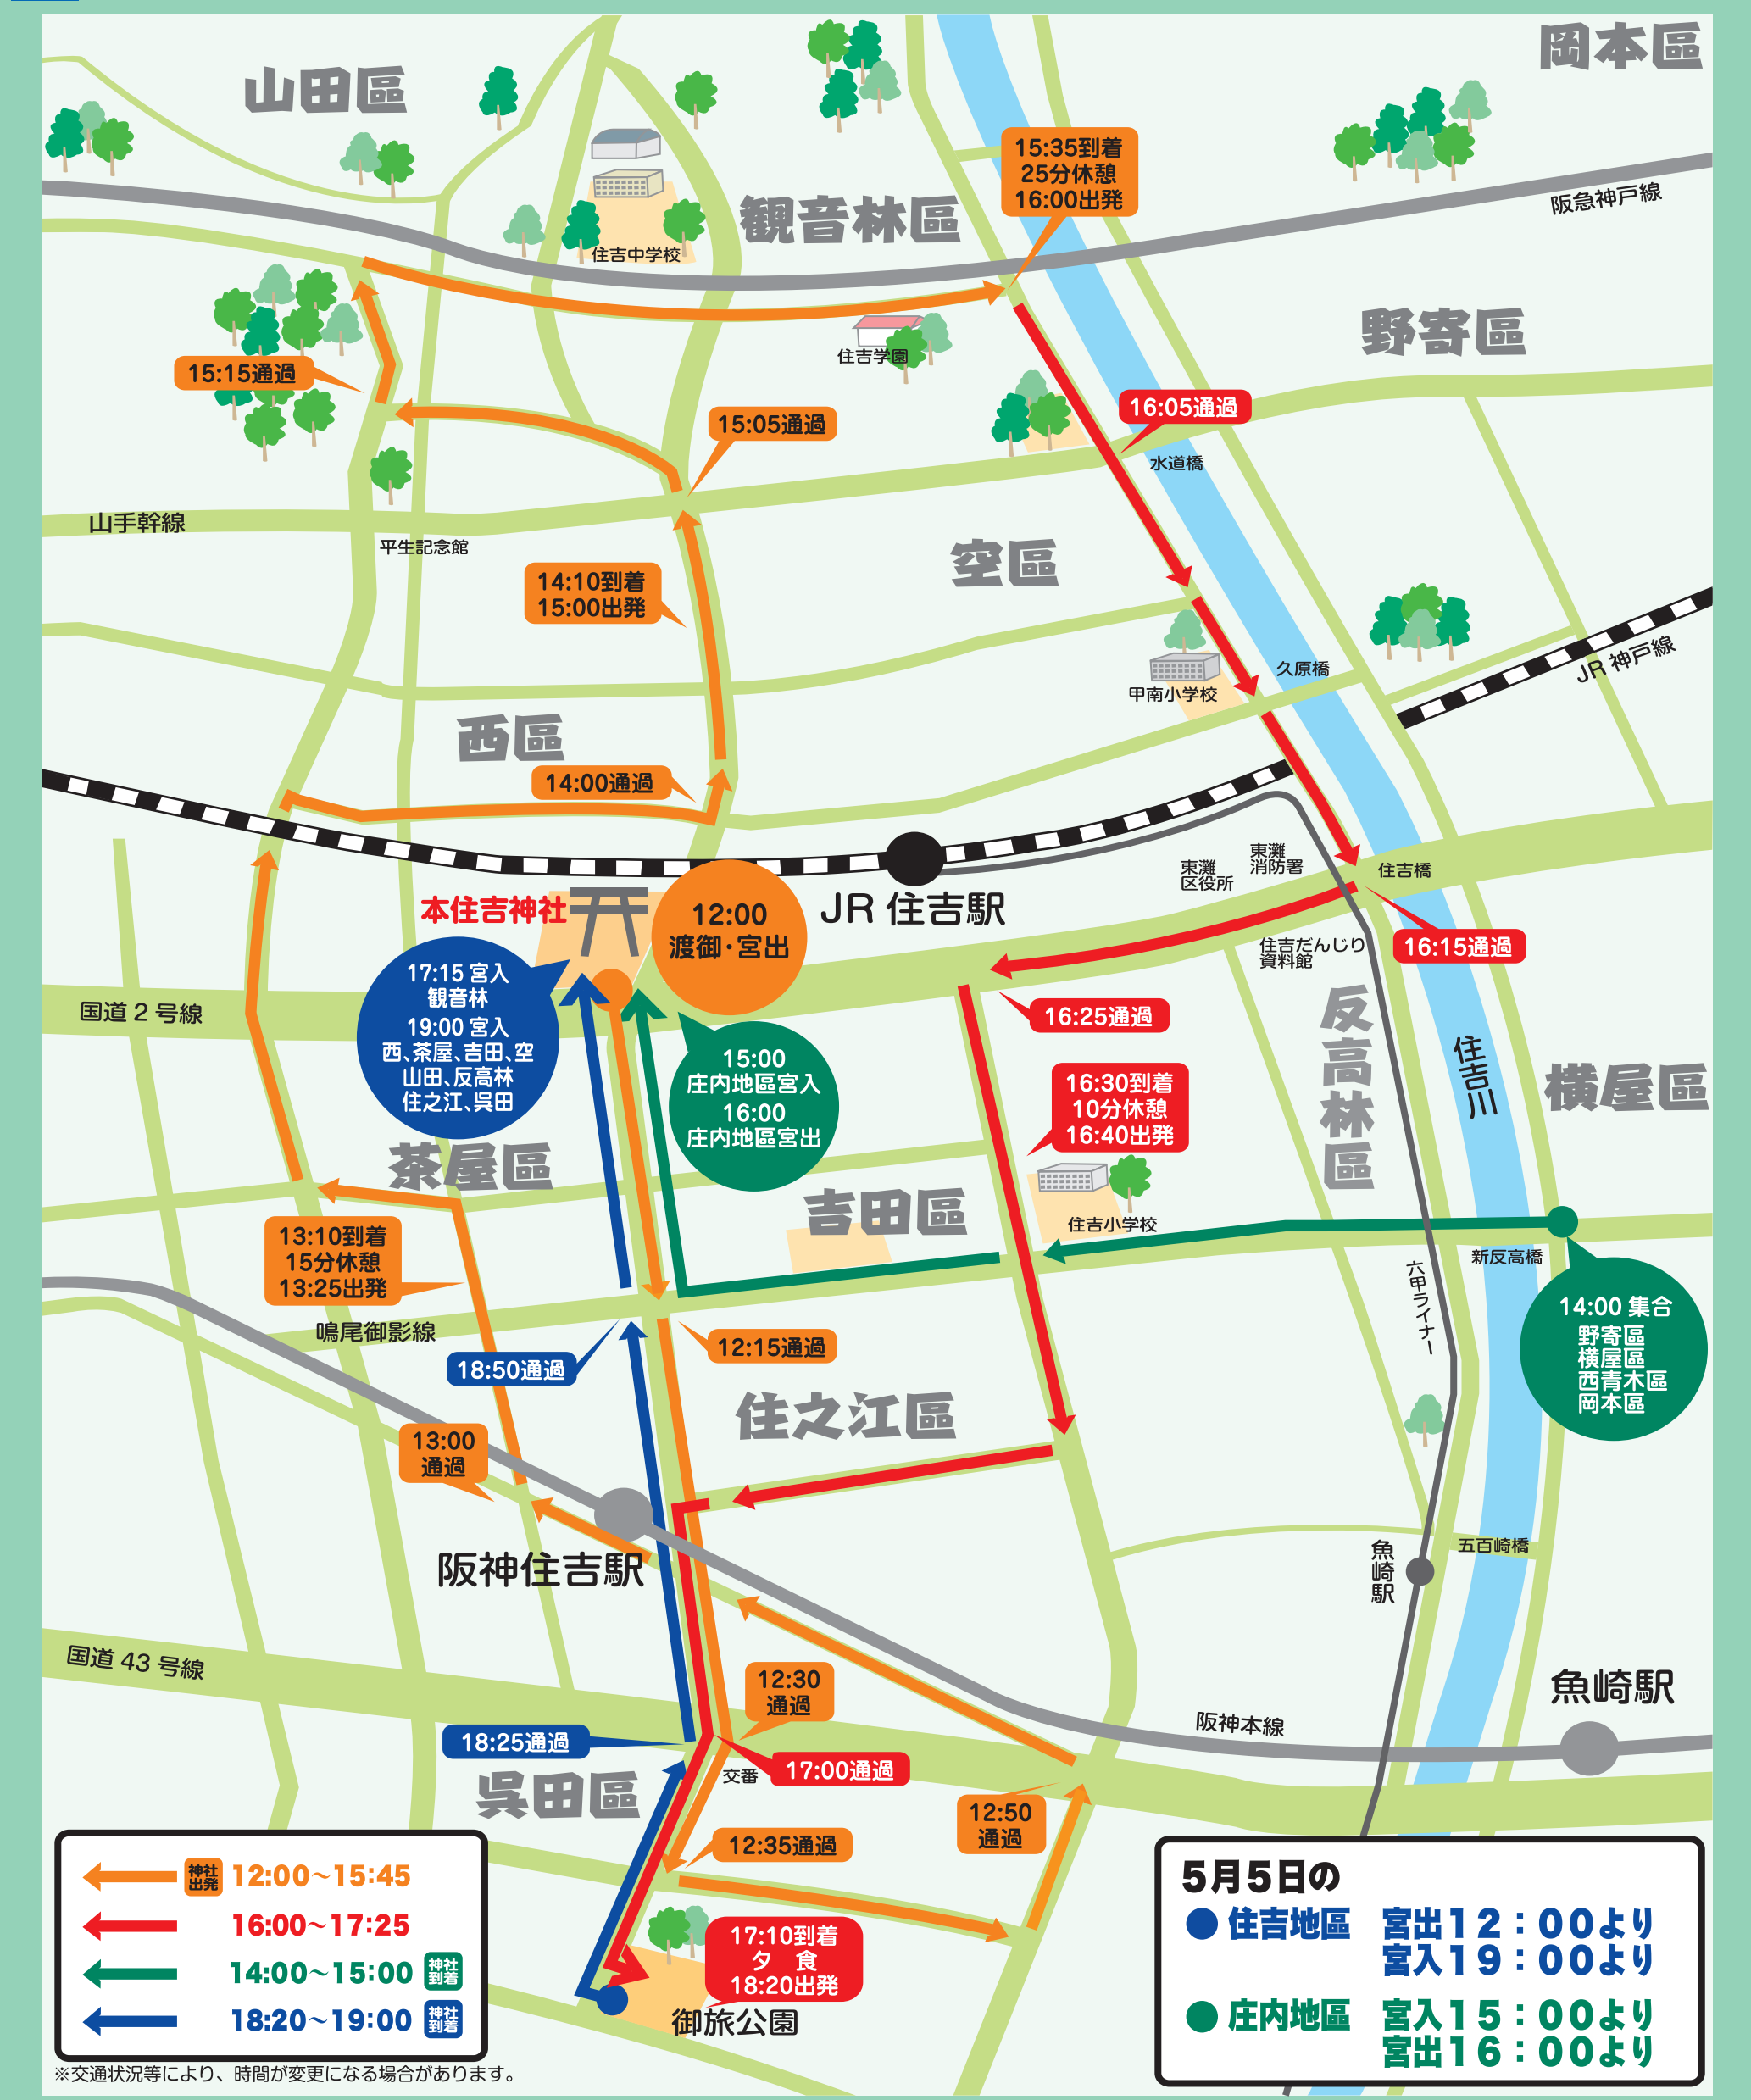 岡本區
山田區
阪急神戸線
観音林區
住吉中学校
15:35到着
25分休憩
16:00出発
野寄區
住吉学園
15:15通過
15:05通過
16:05通過
水道橋
山手幹線
平生記念館
空區
14:10到着
15:00出発
久原橋
甲南小学校
JR 神戸線
西區
14:00通過
東灘
区役所
東灘
消防署
住吉橋
本住吉神社
12:00
渡御・宮出
JR 住吉駅
住吉だんじり
資料館
16:15通過
17:15 宮入
観音林
19:00 宮入
西、茶屋、吉田、空
山田、反高林
住之江、呉田
国道 2 号線
16:25通過
15:00
庄内地區宮入
16:00
庄内地區宮出
反高林區
住吉川
横屋區
16:30到着
10分休憩
16:40出発
茶屋區
吉田區
住吉小学校
13:10到着
15分休憩
13:25出発
新反高橋
六甲ライナー
14:00 集合
野寄區
横屋區
西青木區
岡本區
鳴尾御影線
12:15通過
18:50通過
住之江區
13:00
通過
阪神住吉駅
五百崎橋
魚崎駅
国道 43 号線
12:30
通過
魚崎駅
阪神本線
18:25通過
交番
17:00通過
呉田區
12:50
通過
12:35通過
17:10到着
夕　食
18:20出発
御旅公園
神社
出発
12:00〜15:45
16:00〜17:25
14:00〜15:00
神社
到着
18:20〜19:00
神社
到着
※交通状況等により、時間が変更になる場合があります。
5月5日の
住吉地區　宮出12：00より
宮入19：00より
庄内地區　宮入15：00より
宮出16：00より